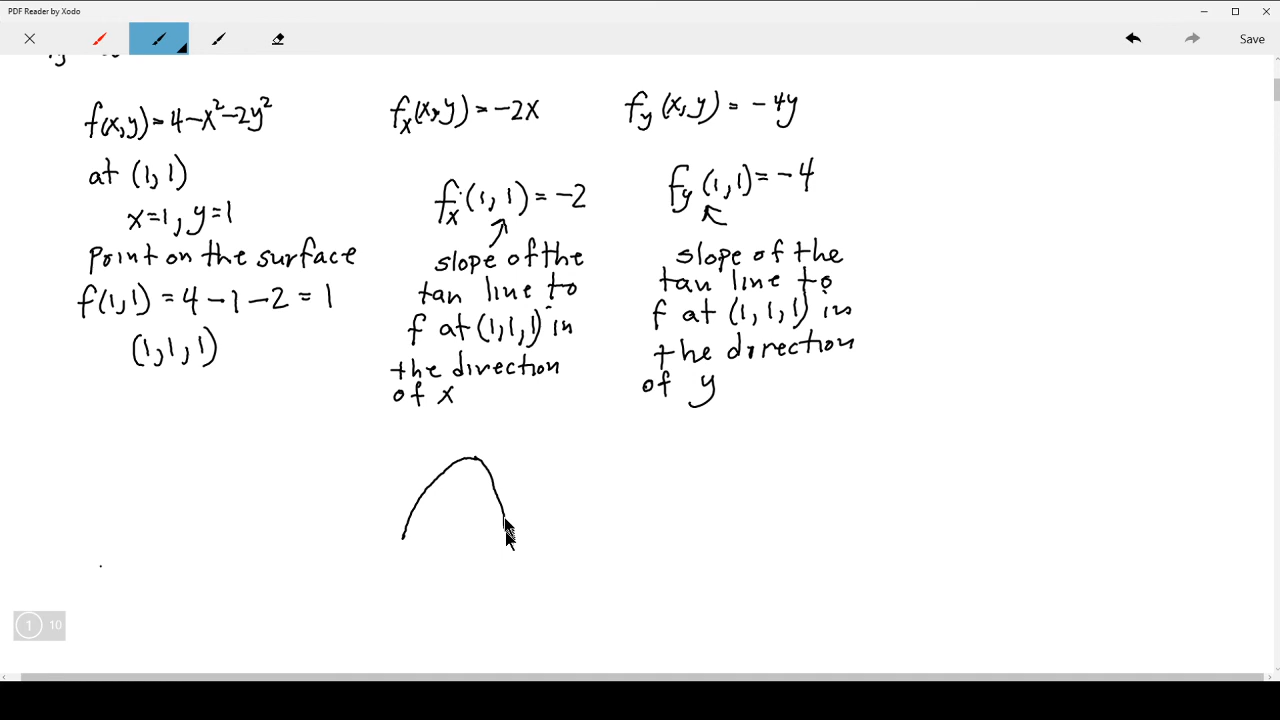 PDF Reader by Xodo
Save
f(x,y)=4-x²-2y²
at (1,1)
x=1, y=1
point on the surface
f(1,1) = 4-1-2 = 1
(1,1,1)
fₓ(x,y) = -2x
fₓ(1,1) = -2
slope of the
tan line to
f at (1,1,1) in
the direction
of x
f_y(x,y) = -4y
f_y(1,1) = -4
slope of the
tan line to
f at (1,1,1) in
the direction
of y
1 10